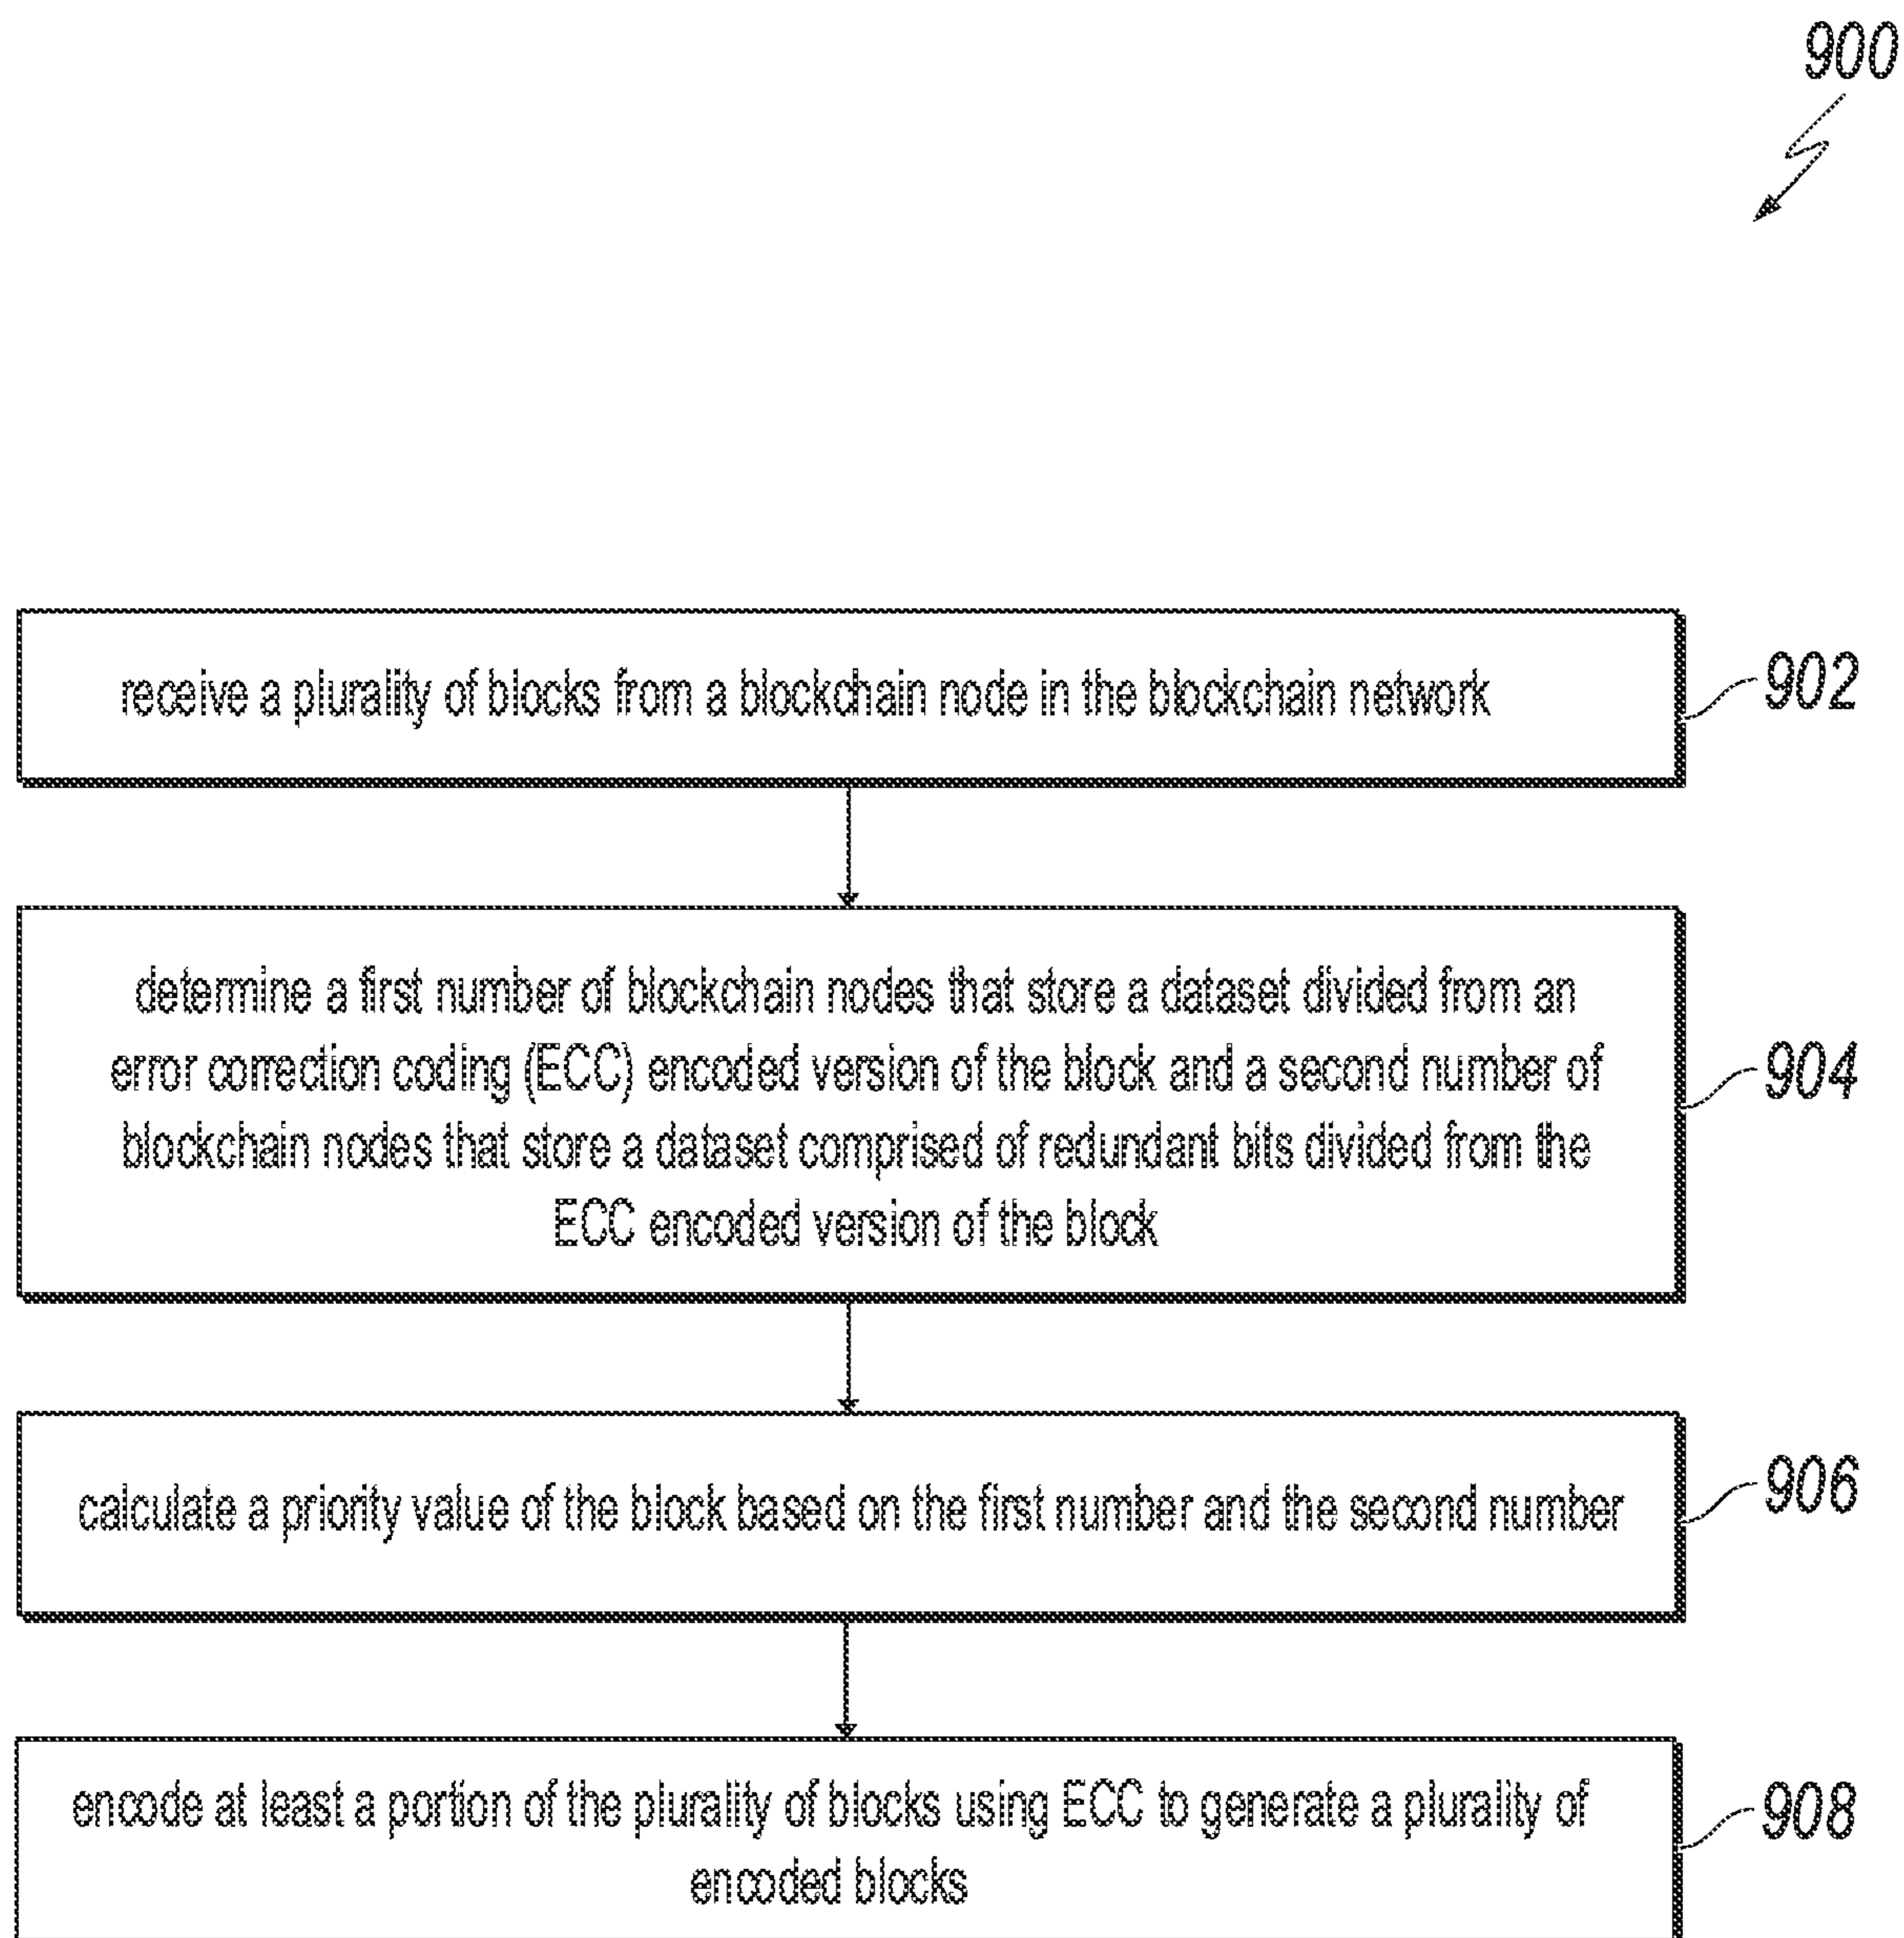 900
receive a plurality of blocks from a blockchain node in the blockchain network
902
determine a first number of blockchain nodes that store a dataset divided from an
error correction coding (ECC) encoded version of the block and a second number of
blockchain nodes that store a dataset comprised of redundant bits divided from the
ECC encoded version of the block
904
calculate a priority value of the block based on the first number and the second number
906
encode at least a portion of the plurality of blocks using ECC to generate a plurality of
encoded blocks
908